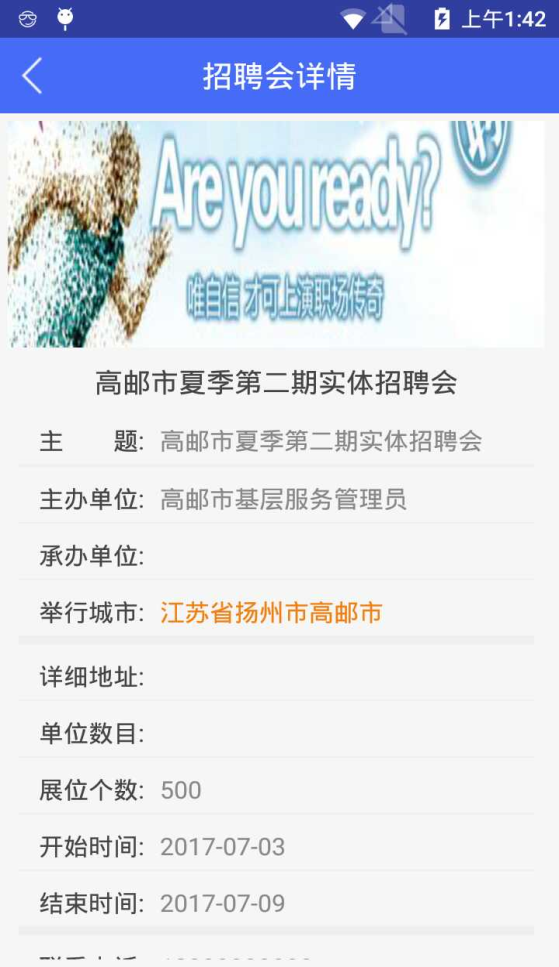 上午1:42
招聘会详情
Are you ready?
唯自信 才可上演职场传奇
高邮市夏季第二期实体招聘会
主　　题: 高邮市夏季第二期实体招聘会
主办单位: 高邮市基层服务管理员
承办单位:
举行城市: 江苏省扬州市高邮市
详细地址:
单位数目:
展位个数: 500
开始时间: 2017-07-03
结束时间: 2017-07-09